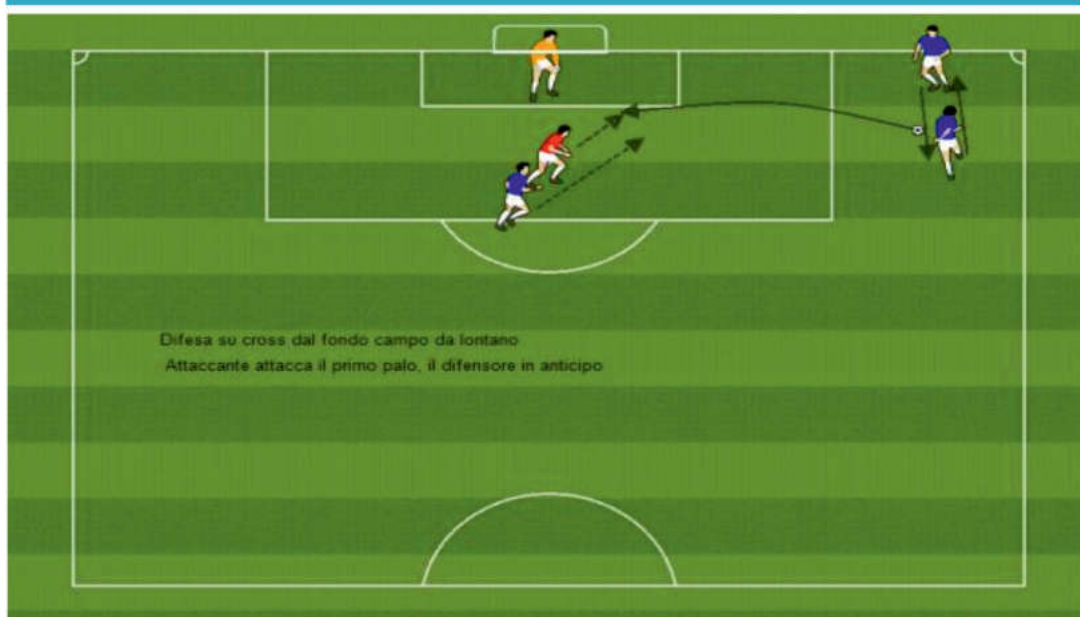 Difesa su cross dal fondo campo da lontano
Attaccante attacca il primo palo, il difensore in anticipo